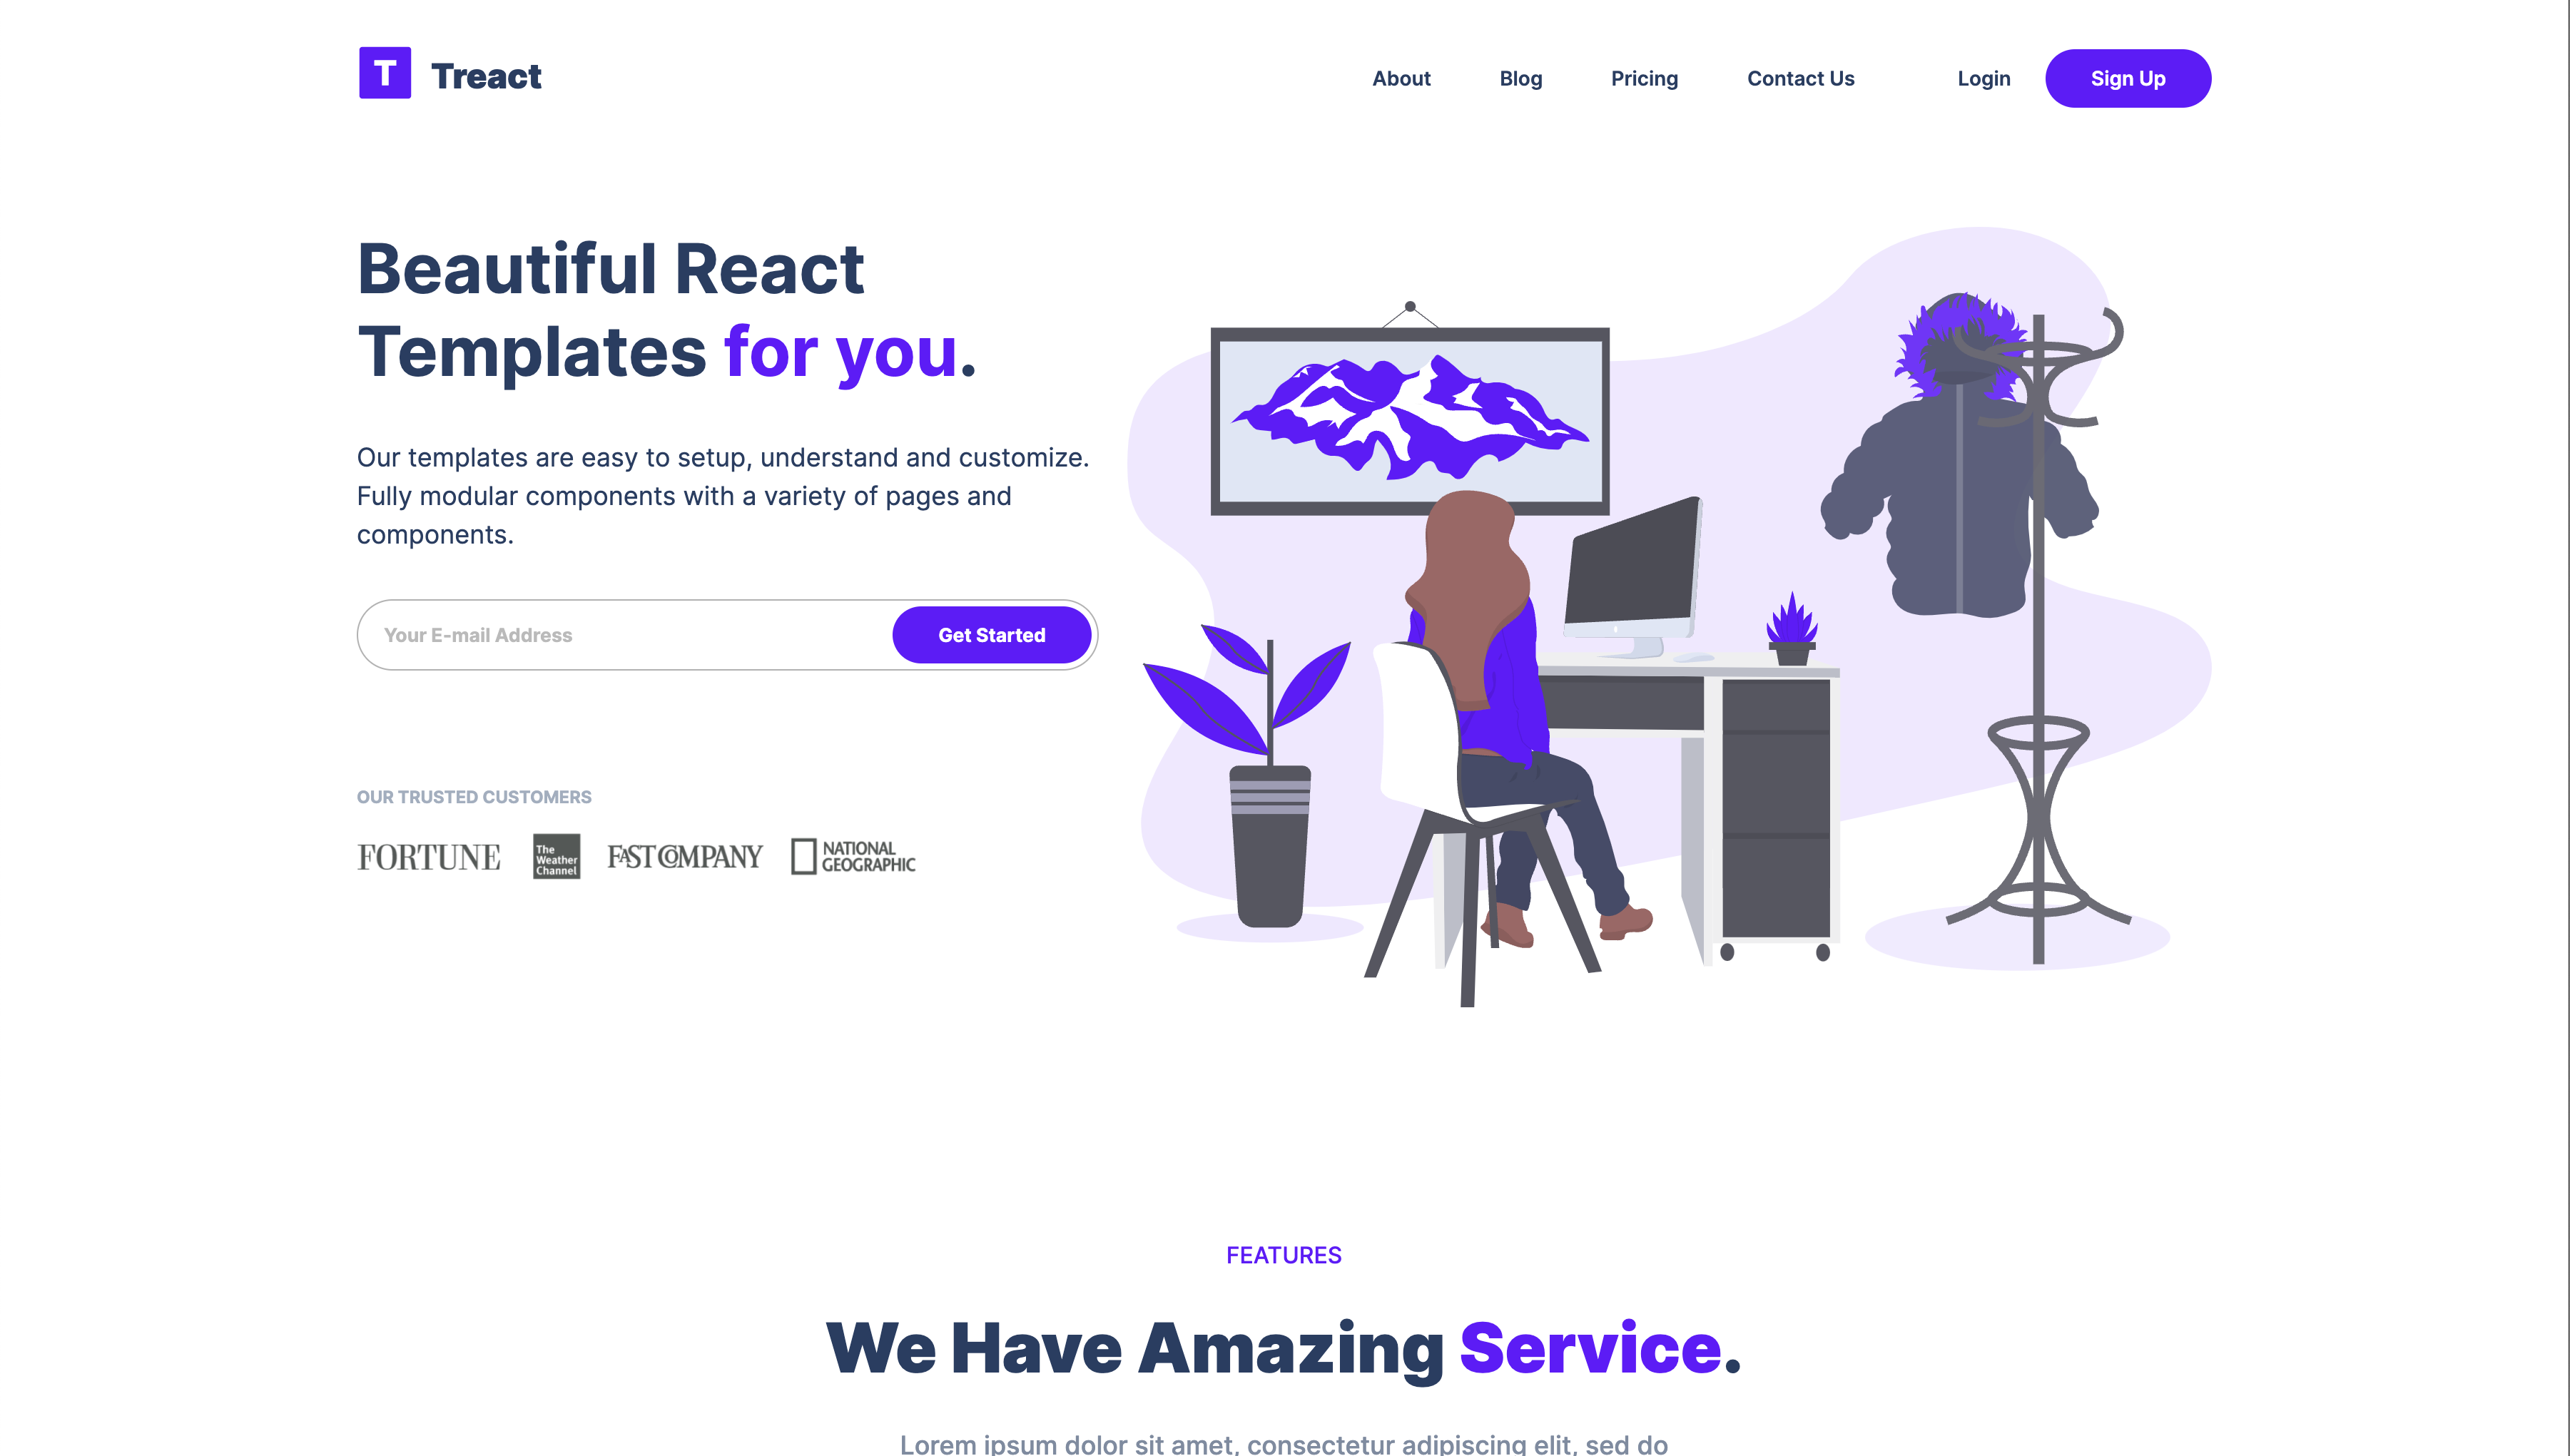 T Treact
About Blog Pricing Contact Us Login Sign Up
Beautiful React
Templates for you.
Our templates are easy to setup, understand and customize.
Fully modular components with a variety of pages and
components.
Your E-mail Address
Get Started
OUR TRUSTED CUSTOMERS
FORTUNE
The
Weather
Channel
FAST COMPANY
NATIONAL
GEOGRAPHIC
FEATURES
We Have Amazing Service.
Lorem ipsum dolor sit amet, consectetur adipiscing elit, sed do